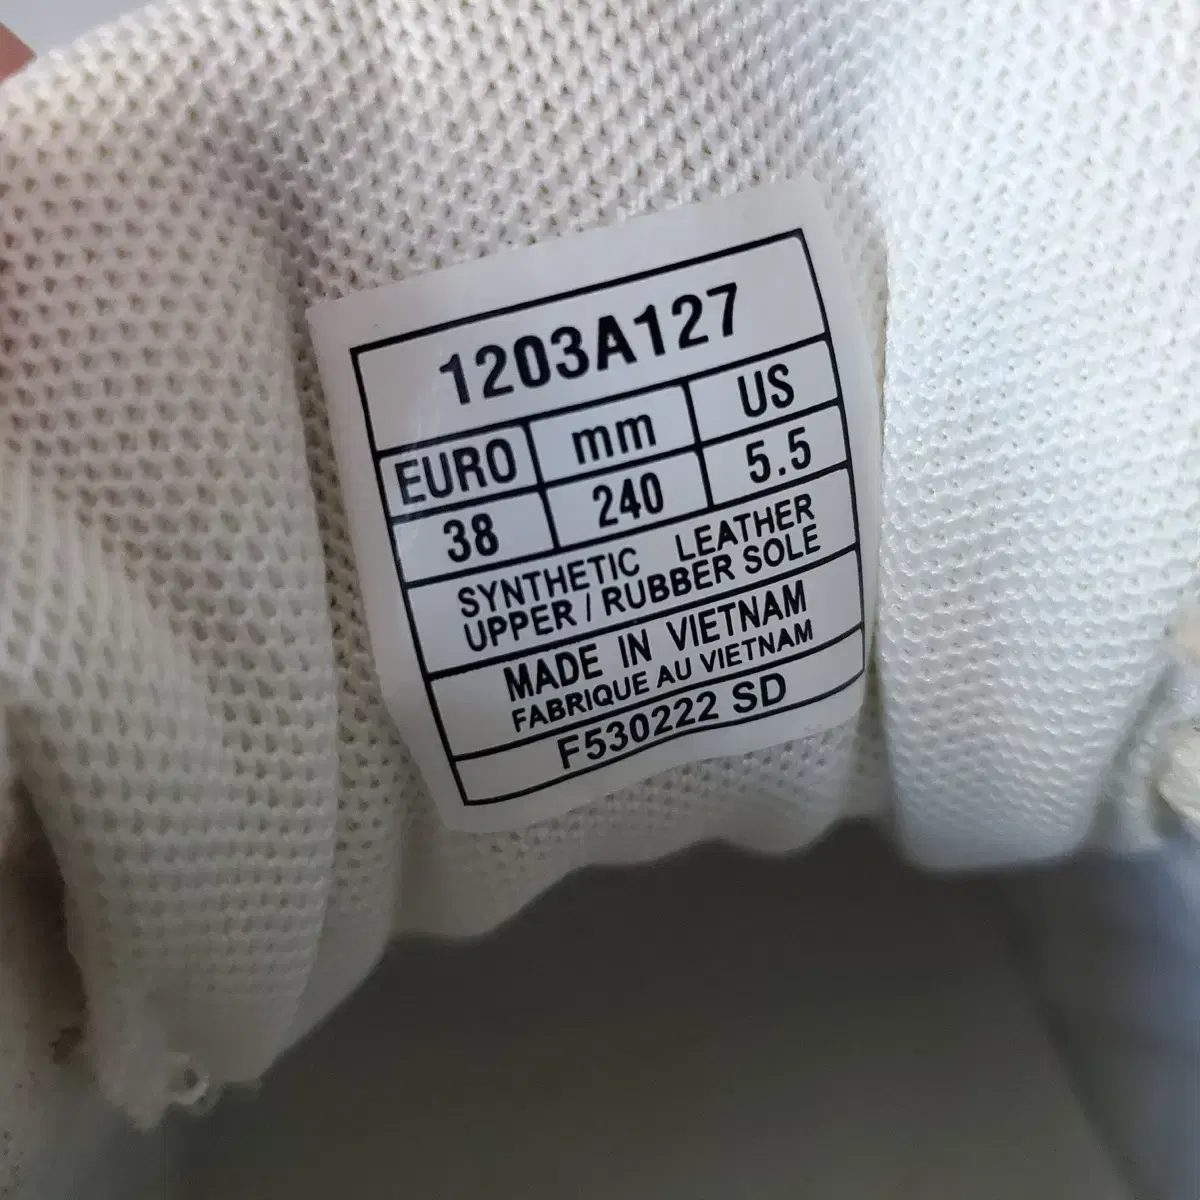 1203A127
EURO mm US
38 240 5.5
SYNTHETIC LEATHER
UPPER / RUBBER SOLE
MADE IN VIETNAM
FABRIQUE AU VIETNAM
F530222 SD